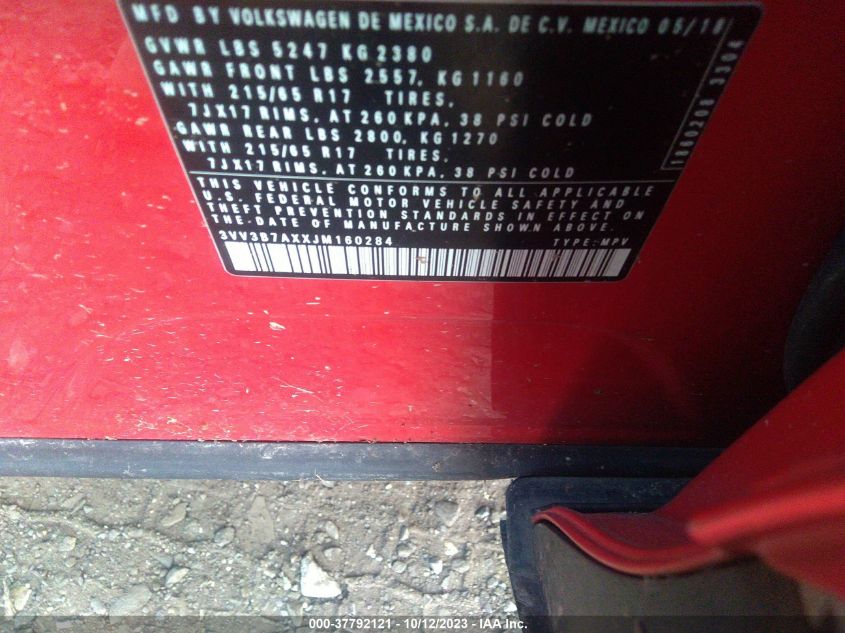 MFD BY VOLKSWAGEN DE MEXICO S.A. DE C.V. MEXICO 05/18
GVWR LBS 5247 KG 2380
GAWR FRONT LBS 2557, KG 1160
WITH 215/65 R17 TIRES,
7JX17 RIMS, AT 260 KPA, 38 PSI COLD
GAWR REAR LBS 2800, KG 1270
WITH 215/65 R17 TIRES,
7JX17 RIMS, AT 260 KPA, 38 PSI COLD
THIS VEHICLE CONFORMS TO ALL APPLICABLE
U.S. FEDERAL MOTOR VEHICLE SAFETY AND
THEFT PREVENTION STANDARDS IN EFFECT ON
THE DATE OF MANUFACTURE SHOWN ABOVE.
3VV3B7AXXJM160284 TYPE: MPV
1860208 3304
000-37792121 - 10/12/2023 - IAA Inc.